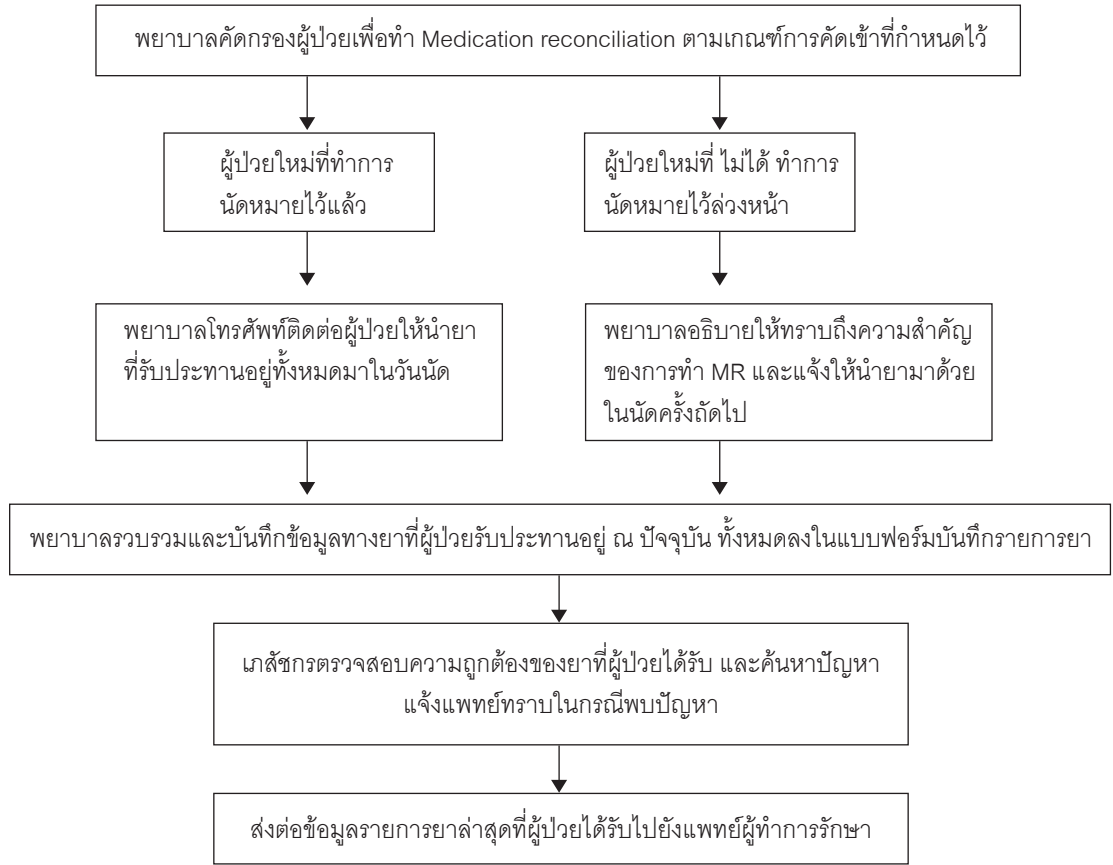 พยาบาลคัดกรองผู้ป่วยเพื่อทำ Medication reconciliation ตามเกณฑ์การคัดเข้าที่กำหนดไว้
ผู้ป่วยใหม่ที่ทำการ
นัดหมายไว้แล้ว
ผู้ป่วยใหม่ที่ ไม่ได้ ทำการ
นัดหมายไว้ล่วงหน้า
พยาบาลโทรศัพท์ติดต่อผู้ป่วยให้นำยา
ที่รับประทานอยู่ทั้งหมดมาในวันนัด
พยาบาลอธิบายให้ทราบถึงความสำคัญ
ของการทำ MR และแจ้งให้นำยามาด้วย
ในนัดครั้งถัดไป
พยาบาลรวบรวมและบันทึกข้อมูลทางยาที่ผู้ป่วยรับประทานอยู่ ณ ปัจจุบัน ทั้งหมดลงในแบบฟอร์มบันทึกรายการยา
เภสัชกรตรวจสอบความถูกต้องของยาที่ผู้ป่วยได้รับ และค้นหาปัญหา
แจ้งแพทย์ทราบในกรณีพบปัญหา
ส่งต่อข้อมูลรายการยาล่าสุดที่ผู้ป่วยได้รับไปยังแพทย์ผู้ทำการรักษา